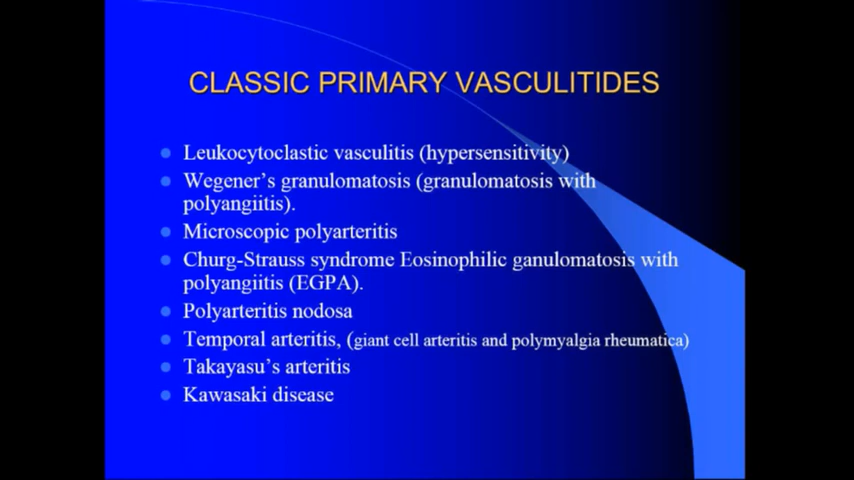 CLASSIC PRIMARY VASCULITIDES
Leukocytoclastic vasculitis (hypersensitivity)
Wegener's granulomatosis (granulomatosis with
polyangiitis).
Microscopic polyarteritis
Churg-Strauss syndrome Eosinophilic ganulomatosis with
polyangiitis (EGPA).
Polyarteritis nodosa
Temporal arteritis, (giant cell arteritis and polymyalgia rheumatica)
Takayasu's arteritis
Kawasaki disease